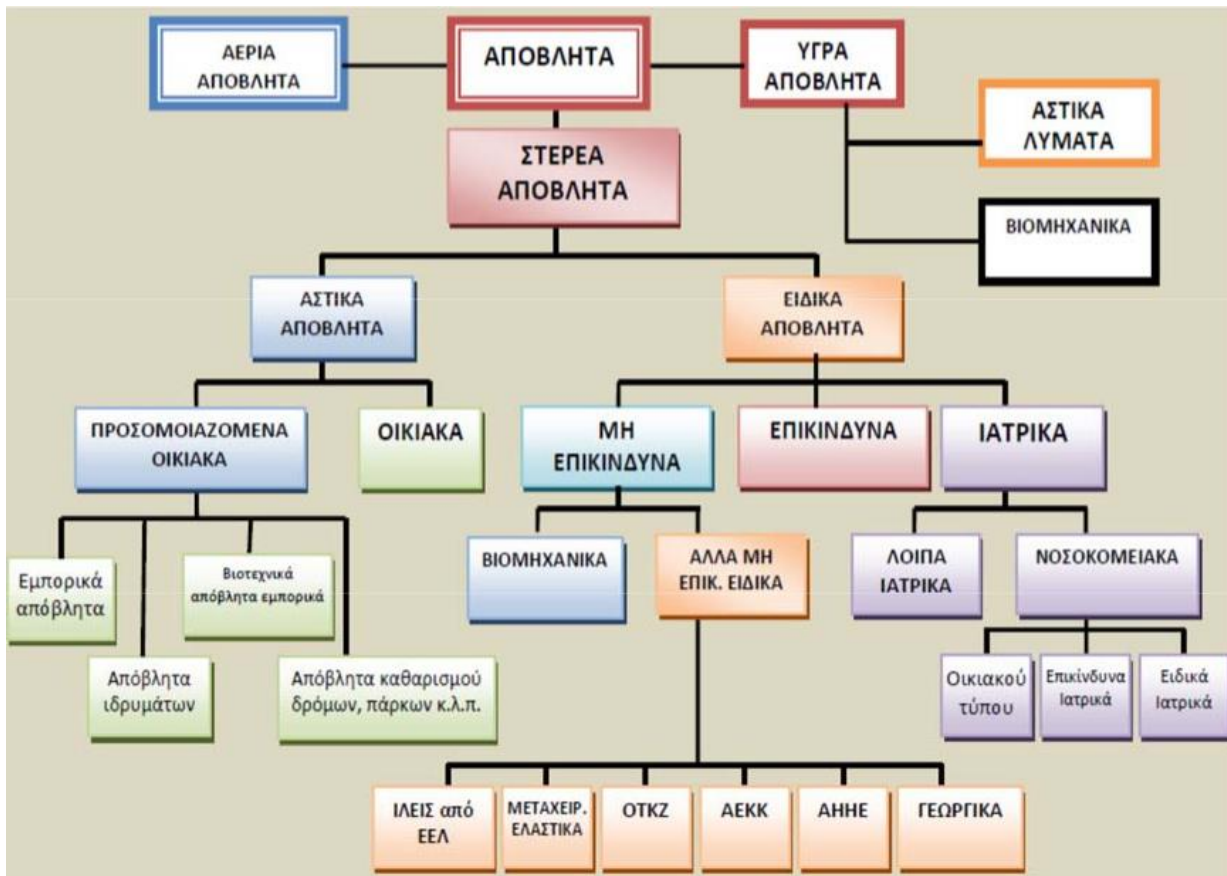 ΑΕΡΙΑ
ΑΠΟΒΛΗΤΑ
ΑΠΟΒΛΗΤΑ
ΥΓΡΑ
ΑΠΟΒΛΗΤΑ
ΑΣΤΙΚΑ
ΛΥΜΑΤΑ
ΣΤΕΡΕΑ
ΑΠΟΒΛΗΤΑ
ΒΙΟΜΗΧΑΝΙΚΑ
ΑΣΤΙΚΑ
ΑΠΟΒΛΗΤΑ
ΕΙΔΙΚΑ
ΑΠΟΒΛΗΤΑ
ΠΡΟΣΟΜΟΙΑΖΟΜΕΝΑ
ΟΙΚΙΑΚΑ
ΟΙΚΙΑΚΑ
ΜΗ
ΕΠΙΚΙΝΔΥΝΑ
ΕΠΙΚΙΝΔΥΝΑ
ΙΑΤΡΙΚΑ
Εμπορικά
απόβλητα
Βιοτεχνικά
απόβλητα εμπορικά
ΒΙΟΜΗΧΑΝΙΚΑ
ΑΛΛΑ ΜΗ
ΕΠΙΚ. ΕΙΔΙΚΑ
ΛΟΙΠΑ
ΙΑΤΡΙΚΑ
ΝΟΣΟΚΟΜΕΙΑΚΑ
Απόβλητα
ιδρυμάτων
Απόβλητα καθαρισμού
δρόμων, πάρκων κ.λ.π.
Οικιακού
τύπου
Επικίνδυνα
Ιατρικά
Ειδικά
Ιατρικά
ΙΛΕΙΣ από
ΕΕΛ
ΜΕΤΑΧΕΙΡ.
ΕΛΑΣΤΙΚΑ
ΟΤΚΖ
ΑΕΚΚ
ΑΗΗΕ
ΓΕΩΡΓΙΚΑ